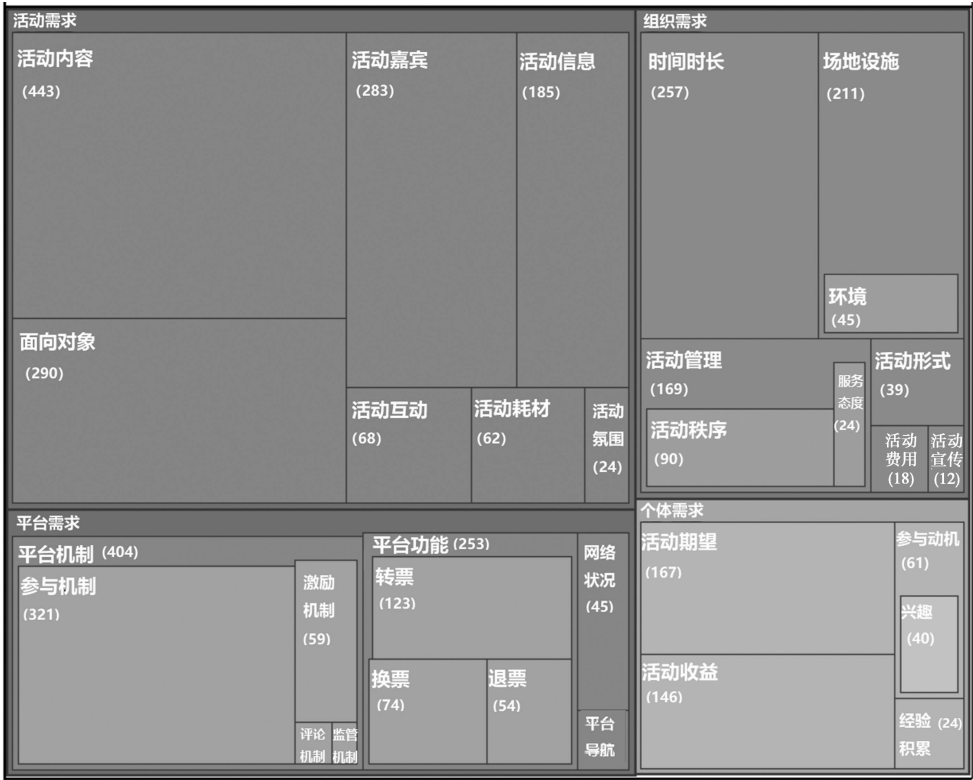 活动需求
活动内容
(443)
面向对象
(290)
活动嘉宾
(283)
活动信息
(185)
活动互动
(68)
活动耗材
(62)
活动
氛围
(24)
组织需求
时间时长
(257)
场地设施
(211)
环境
(45)
活动管理
(169)
活动秩序
(90)
服务
态度
(24)
活动形式
(39)
活动
费用
(18)
活动
宣传
(12)
平台需求
平台机制 (404)
参与机制
(321)
激励
机制
(59)
评论
机制
监管
机制
平台功能 (253)
转票
(123)
换票
(74)
退票
(54)
网络
状况
(45)
平台
导航
个体需求
活动期望
(167)
活动收益
(146)
参与动机
(61)
兴趣
(40)
经验 (24)
积累